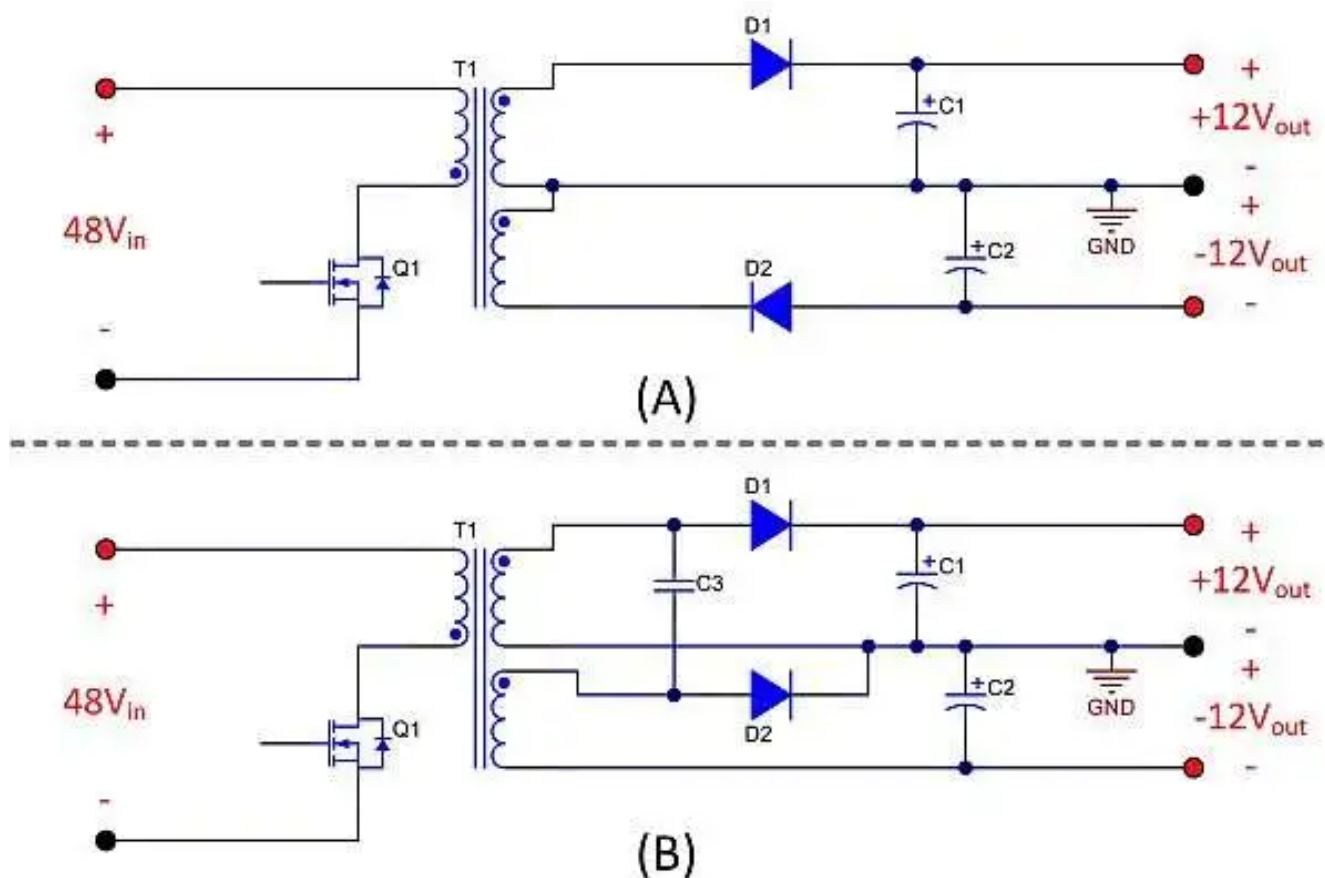 D1
T1
+
+
+ C1
+12Vout
-
48Vin
Q1
+
+ C2
GND
-12Vout
D2
-
-
(A)
D1
T1
+
+
C3
+ C1
+12Vout
-
48Vin
Q1
+
+ C2
GND
-12Vout
D2
-
-
(B)